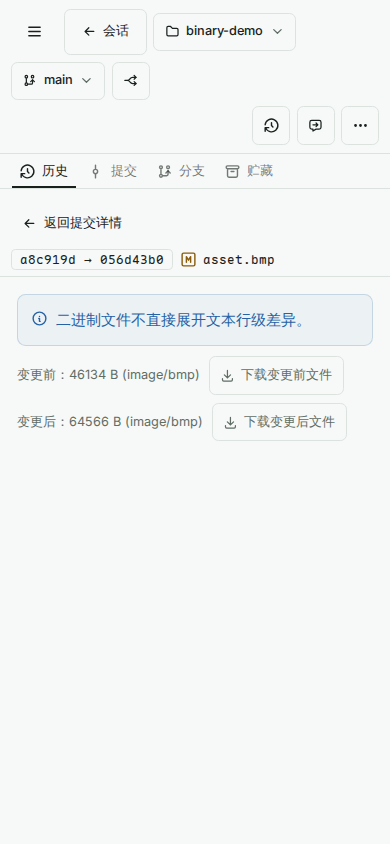 会话
binary-demo
main
历史
提交
分支
贮藏
返回提交详情
a8c919d → 056d43b0
M asset.bmp
二进制文件不直接展开文本行级差异。
变更前：46134 B (image/bmp)
下载变更前文件
变更后：64566 B (image/bmp)
下载变更后文件